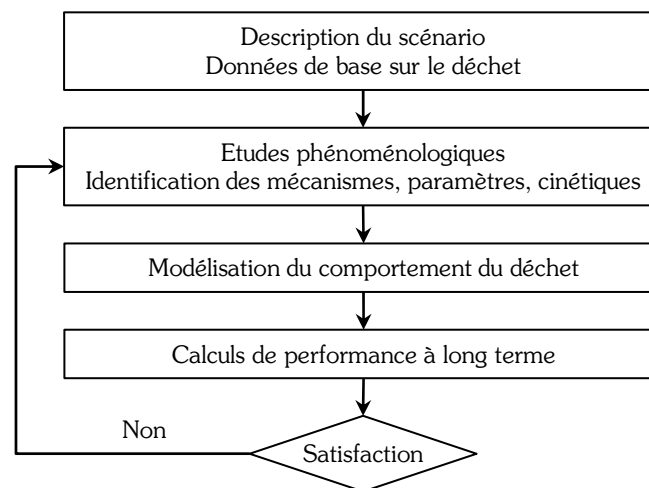 Description du scénario
Données de base sur le déchet
Etudes phénoménologiques
Identification des mécanismes, paramètres, cinétiques
Modélisation du comportement du déchet
Calculs de performance à long terme
Non
Satisfaction